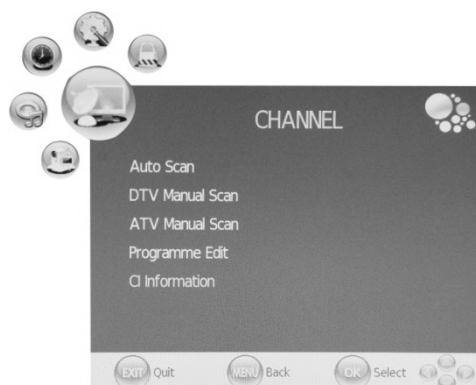 CHANNEL
Auto Scan
DTV Manual Scan
ATV Manual Scan
Programme Edit
CI Information
EXIT Quit MENU Back OK Select